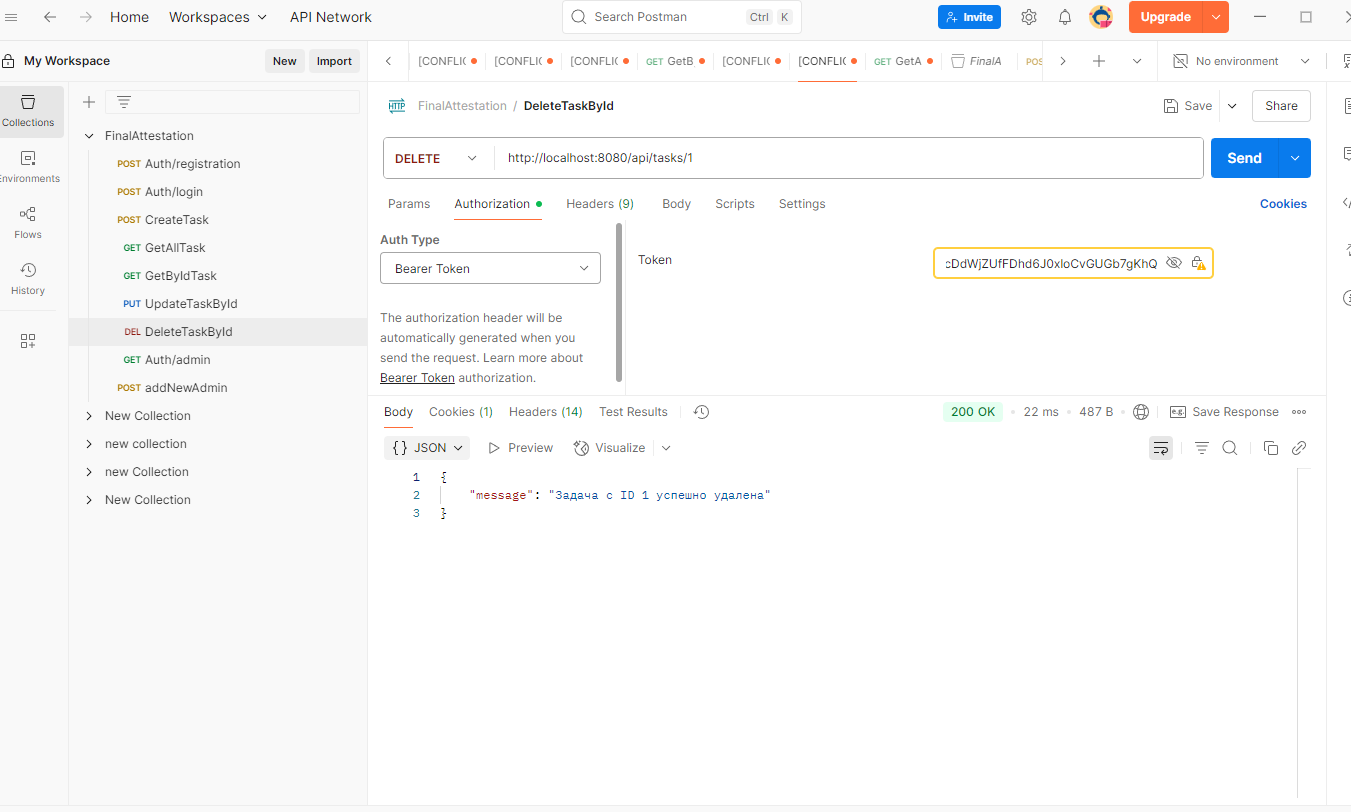 Home Workspaces API Network Search Postman Ctrl K Invite Upgrade
My Workspace New Import
[CONFLIC [CONFLIC [CONFLIC GET GetB [CONFLIC [CONFLIC GET GetA FinalA POS No environment
Collections
Environments
Flows
History
FinalAttestation
POST Auth/registration
POST Auth/login
POST CreateTask
GET GetAllTask
GET GetByIdTask
PUT UpdateTaskById
DEL DeleteTaskById
GET Auth/admin
POST addNewAdmin
New Collection
new collection
new Collection
New Collection
HTTP FinalAttestation / DeleteTaskById Save Share
DELETE http://localhost:8080/api/tasks/1 Send
Params Authorization Headers (9) Body Scripts Settings Cookies
Auth Type
Bearer Token
The authorization header will be
automatically generated when you
send the request. Learn more about
Bearer Token authorization.
Token cDdWjZUfFDhd6J0xIoCvGUGb7gKhQ
Body Cookies (1) Headers (14) Test Results 200 OK • 22 ms • 487 B • e.g. Save Response
{} JSON Preview Visualize
1 {
2 "message": "Задача с ID 1 успешно удалена"
3 }